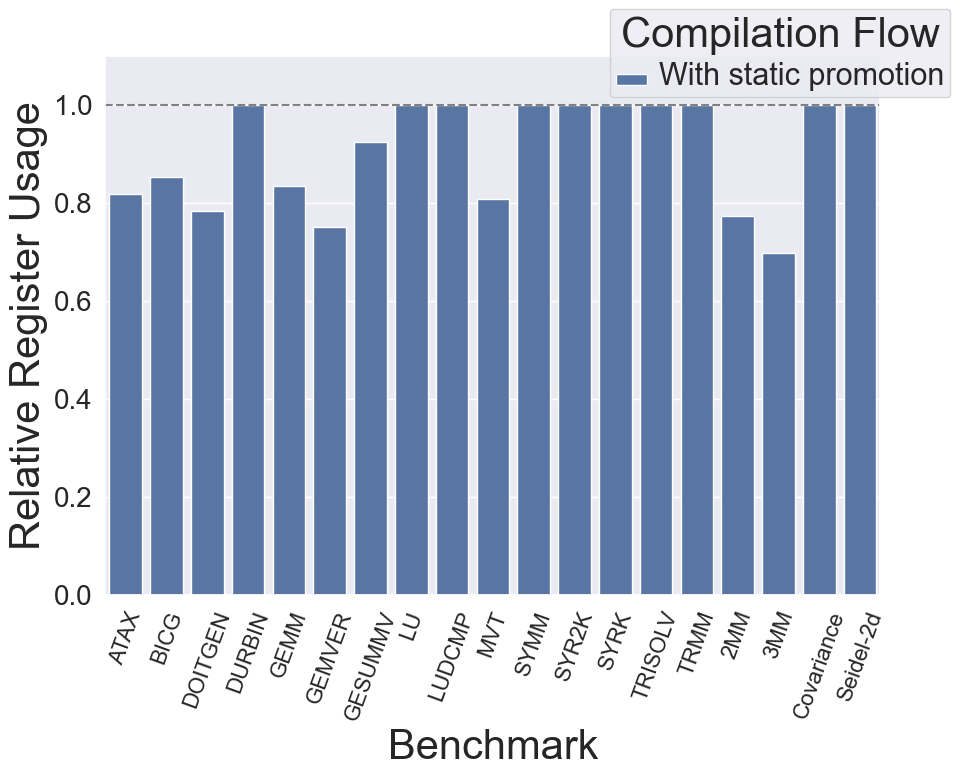 Compilation Flow
With static promotion
Relative Register Usage
1.0
0.8
0.6
0.4
0.2
0.0
ATAX
BICG
DOITGEN
DURBIN
GEMM
GEMVER
GESUMMV
LU
LUDCMP
MVT
SYMM
SYR2K
SYRK
TRISOLV
TRMM
2MM
3MM
Covariance
Seidel-2d
Benchmark